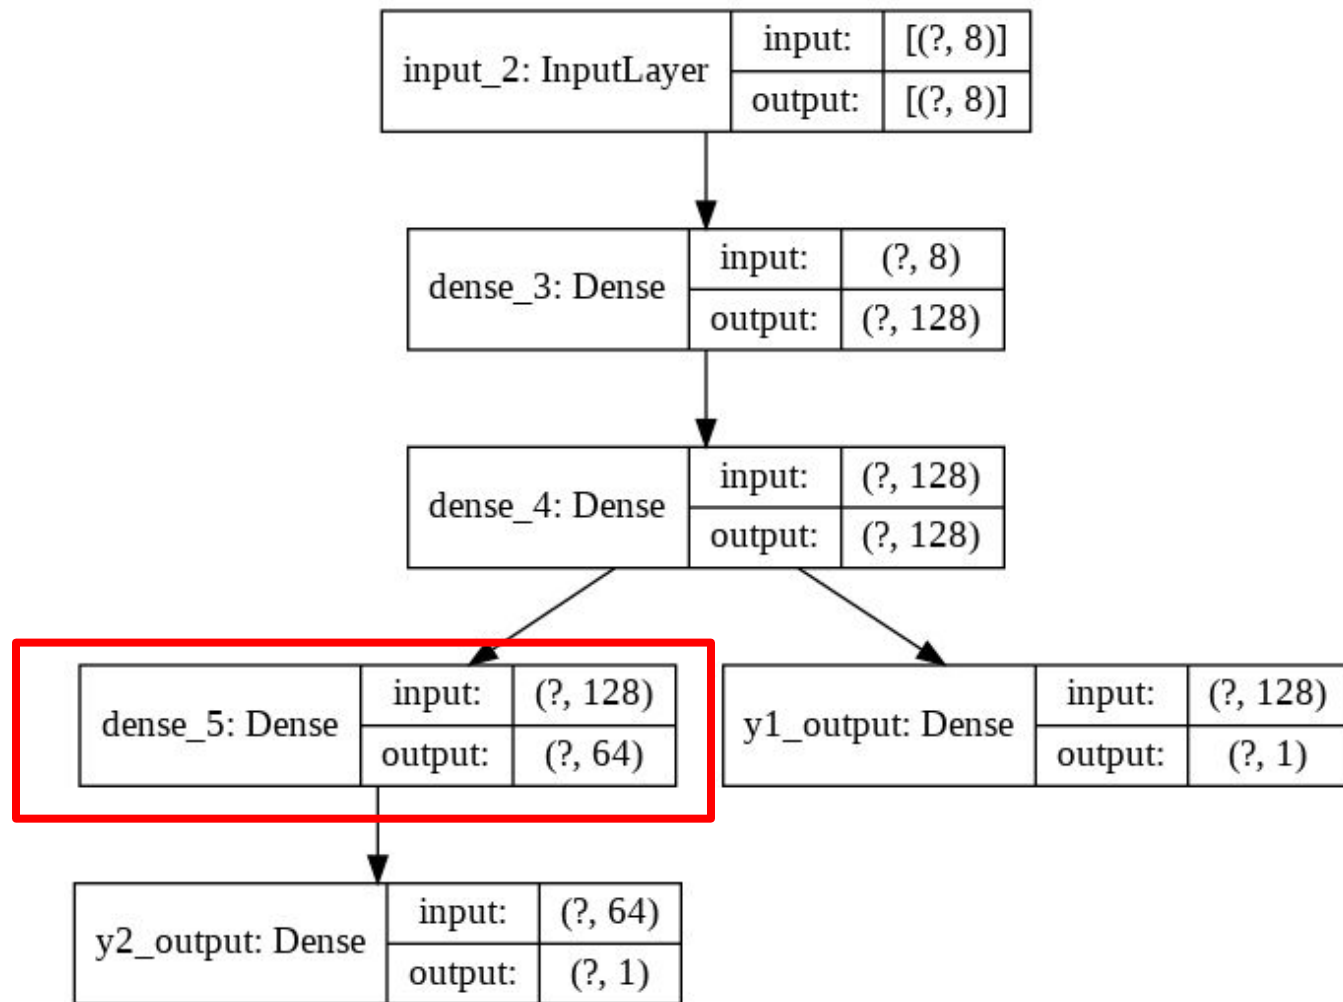 input_2: InputLayer
input:
[(?, 8)]
output:
[(?, 8)]
dense_3: Dense
input:
(?, 8)
output:
(?, 128)
dense_4: Dense
input:
(?, 128)
output:
(?, 128)
dense_5: Dense
input:
(?, 128)
output:
(?, 64)
y1_output: Dense
input:
(?, 128)
output:
(?, 1)
y2_output: Dense
input:
(?, 64)
output:
(?, 1)